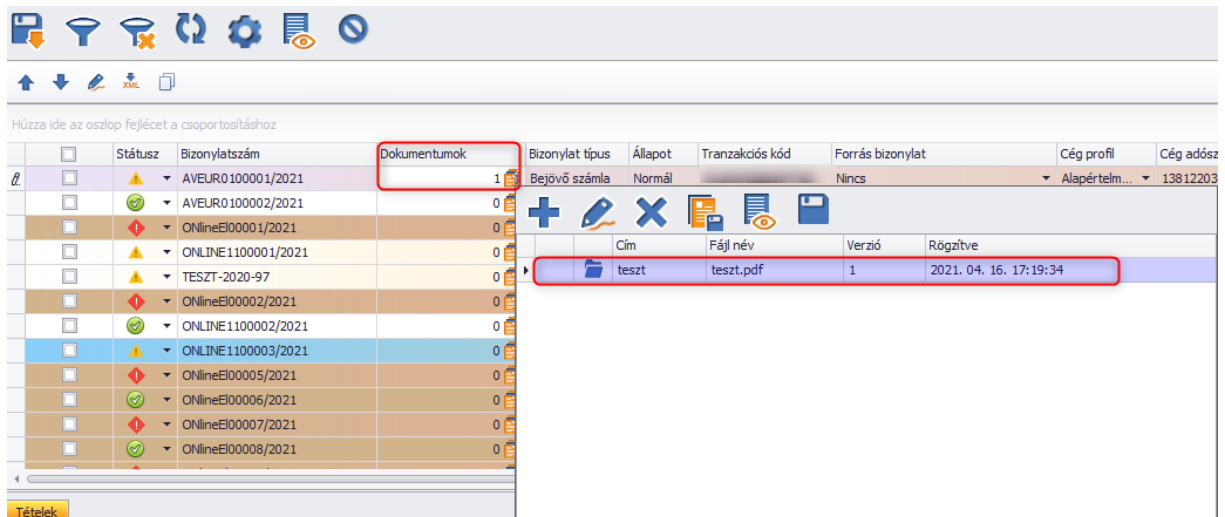 XML
Húzza ide az oszlop fejlécet a csoportosításhoz
Státusz Bizonylatszám Dokumentumok Bizonylat típus Állapot Tranzakciós kód Forrás bizonylat Cég profil Cég adósz
AVEUR0100001/2021 1 Bejövő számla Normál Nincs Alapértelm... 13812203
AVEUR0100002/2021 0
ONlineEl00001/2021 0
Cím Fájl név Verzió Rögzítve
ONLINE1100001/2021 0
teszt teszt.pdf 1 2021. 04. 16. 17:19:34
TESZT-2020-97 0
ONlineEl00002/2021 0
ONLINE1100002/2021 0
ONLINE1100003/2021 0
ONlineEl00005/2021 0
ONlineEl00006/2021 0
ONlineEl00007/2021 0
ONlineEl00008/2021 0
Tételek